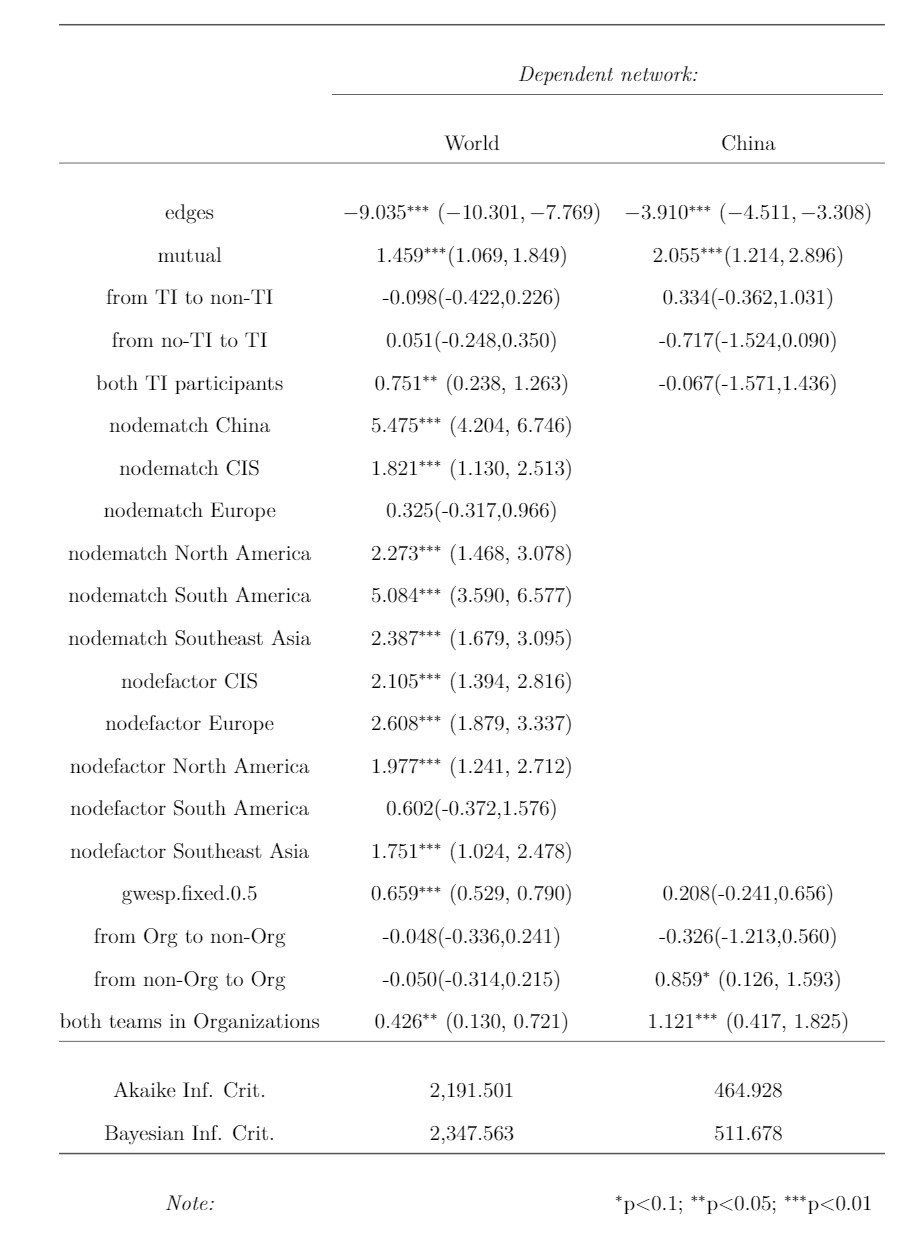 Dependent network:
World China
edges −9.035*** (−10.301, −7.769) −3.910*** (−4.511, −3.308)
mutual 1.459***(1.069, 1.849) 2.055***(1.214, 2.896)
from TI to non-TI -0.098(-0.422,0.226) 0.334(-0.362,1.031)
from no-TI to TI 0.051(-0.248,0.350) -0.717(-1.524,0.090)
both TI participants 0.751** (0.238, 1.263) -0.067(-1.571,1.436)
nodematch China 5.475*** (4.204, 6.746)
nodematch CIS 1.821*** (1.130, 2.513)
nodematch Europe 0.325(-0.317,0.966)
nodematch North America 2.273*** (1.468, 3.078)
nodematch South America 5.084*** (3.590, 6.577)
nodematch Southeast Asia 2.387*** (1.679, 3.095)
nodefactor CIS 2.105*** (1.394, 2.816)
nodefactor Europe 2.608*** (1.879, 3.337)
nodefactor North America 1.977*** (1.241, 2.712)
nodefactor South America 0.602(-0.372,1.576)
nodefactor Southeast Asia 1.751*** (1.024, 2.478)
gwesp.fixed.0.5 0.659*** (0.529, 0.790) 0.208(-0.241,0.656)
from Org to non-Org -0.048(-0.336,0.241) -0.326(-1.213,0.560)
from non-Org to Org -0.050(-0.314,0.215) 0.859* (0.126, 1.593)
both teams in Organizations 0.426** (0.130, 0.721) 1.121*** (0.417, 1.825)
Akaike Inf. Crit. 2,191.501 464.928
Bayesian Inf. Crit. 2,347.563 511.678
Note: *p<0.1; **p<0.05; ***p<0.01